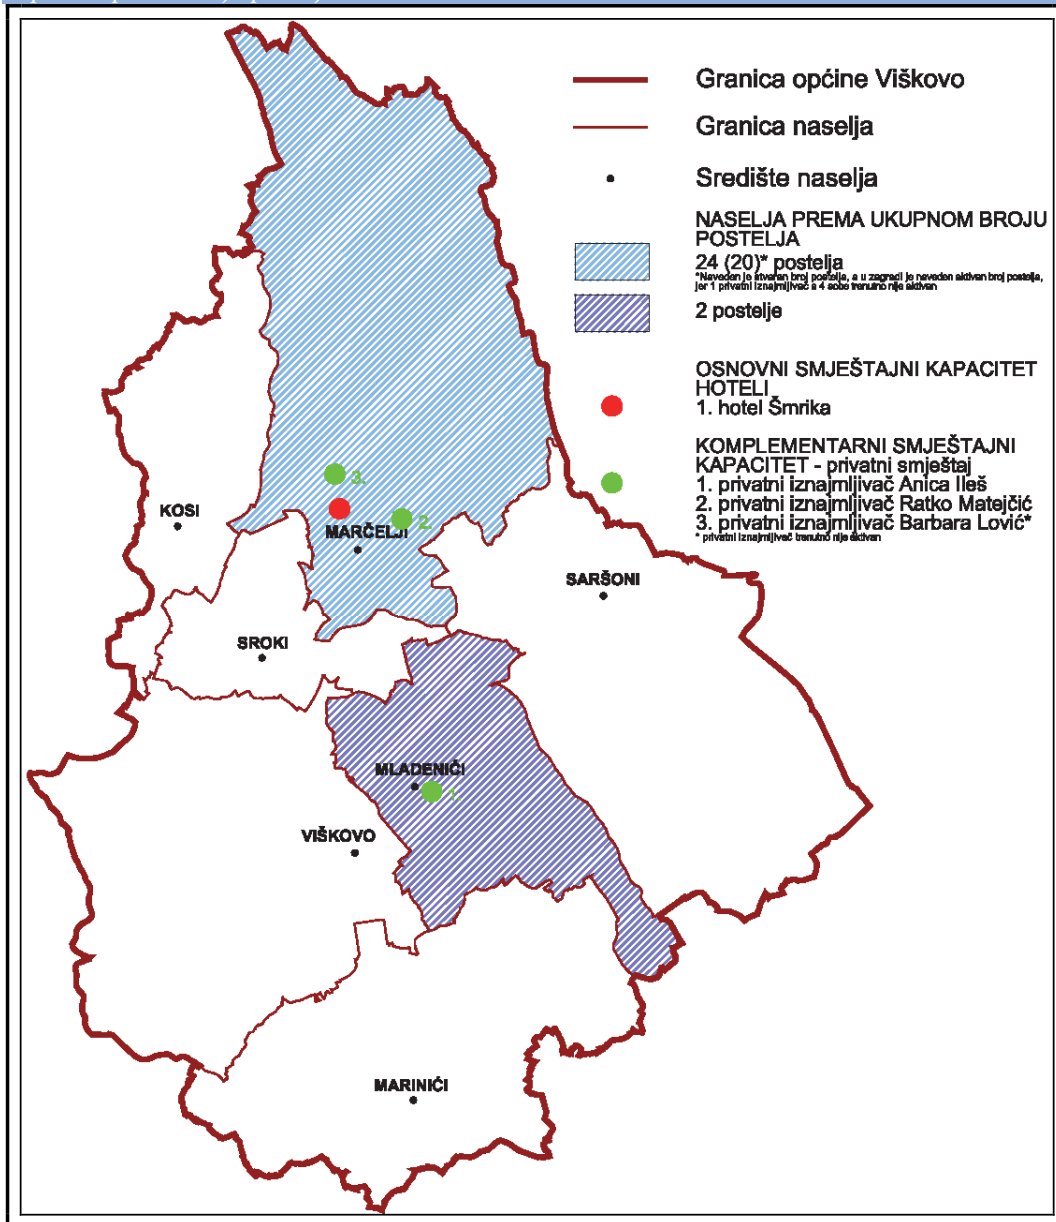 Granica općine Viškovo
Granica naselja
Središte naselja
NASELJA PREMA UKUPNOM BROJU
POSTELJA
24 (20)* postelja
*Naveden je stvaran broj postelja, a u zagradi je naveden aktivan broj postelja,
jer 1 privatni iznajmljivač s 4 sobe trenutno nije aktivan
2 postelje
OSNOVNI SMJEŠTAJNI KAPACITET
HOTELI
1. hotel Šmrika
KOMPLEMENTARNI SMJEŠTAJNI
KAPACITET - privatni smještaj
1. privatni iznajmljivač Anica Ileš
2. privatni iznajmljivač Ratko Matejčić
3. privatni iznajmljivač Barbara Lović*
* privatni iznajmljivač trenutno nije aktivan
3.
KOSI
2.
MARČELJI
SARŠONI
SROKI
MLADENIĆI
1.
VIŠKOVO
MARINIĆI